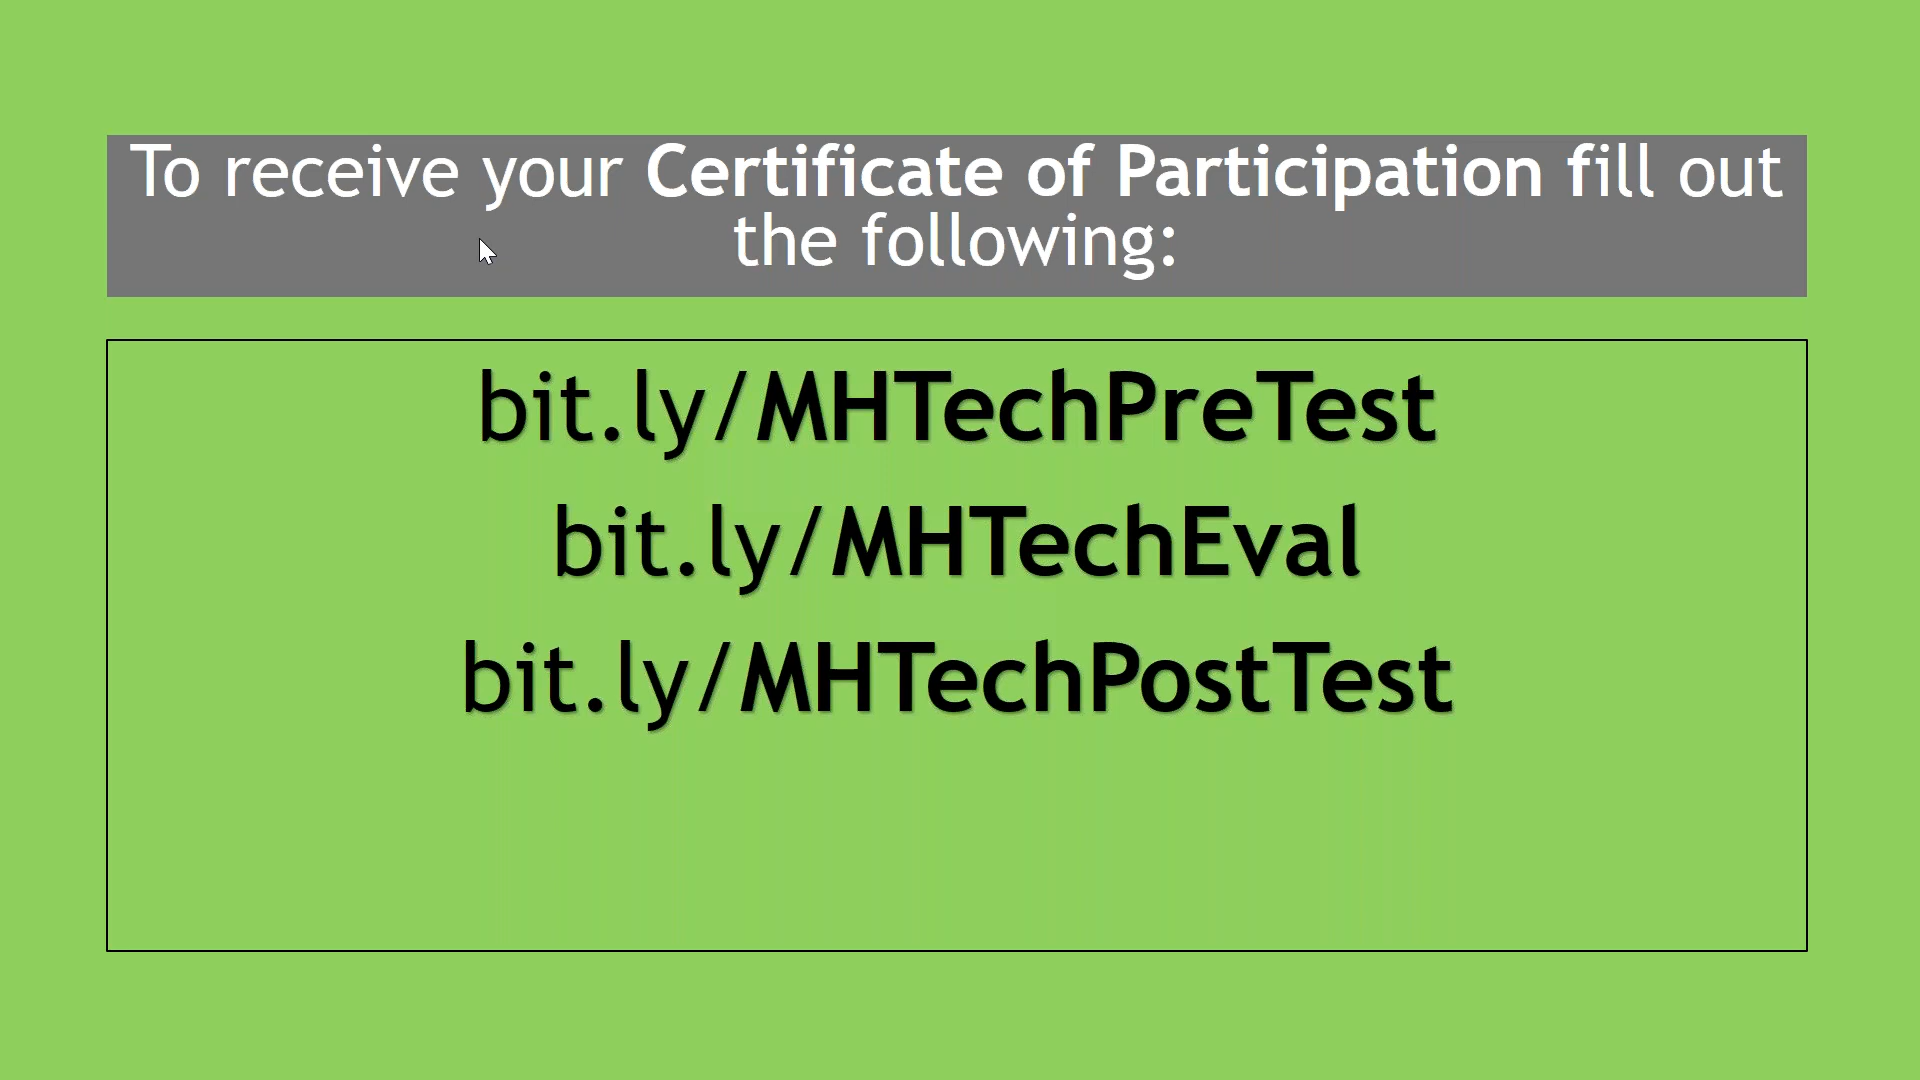 To receive your Certificate of Participation fill out
the following:
bit.ly/MHTechPreTest
bit.ly/MHTechEval
bit.ly/MHTechPostTest